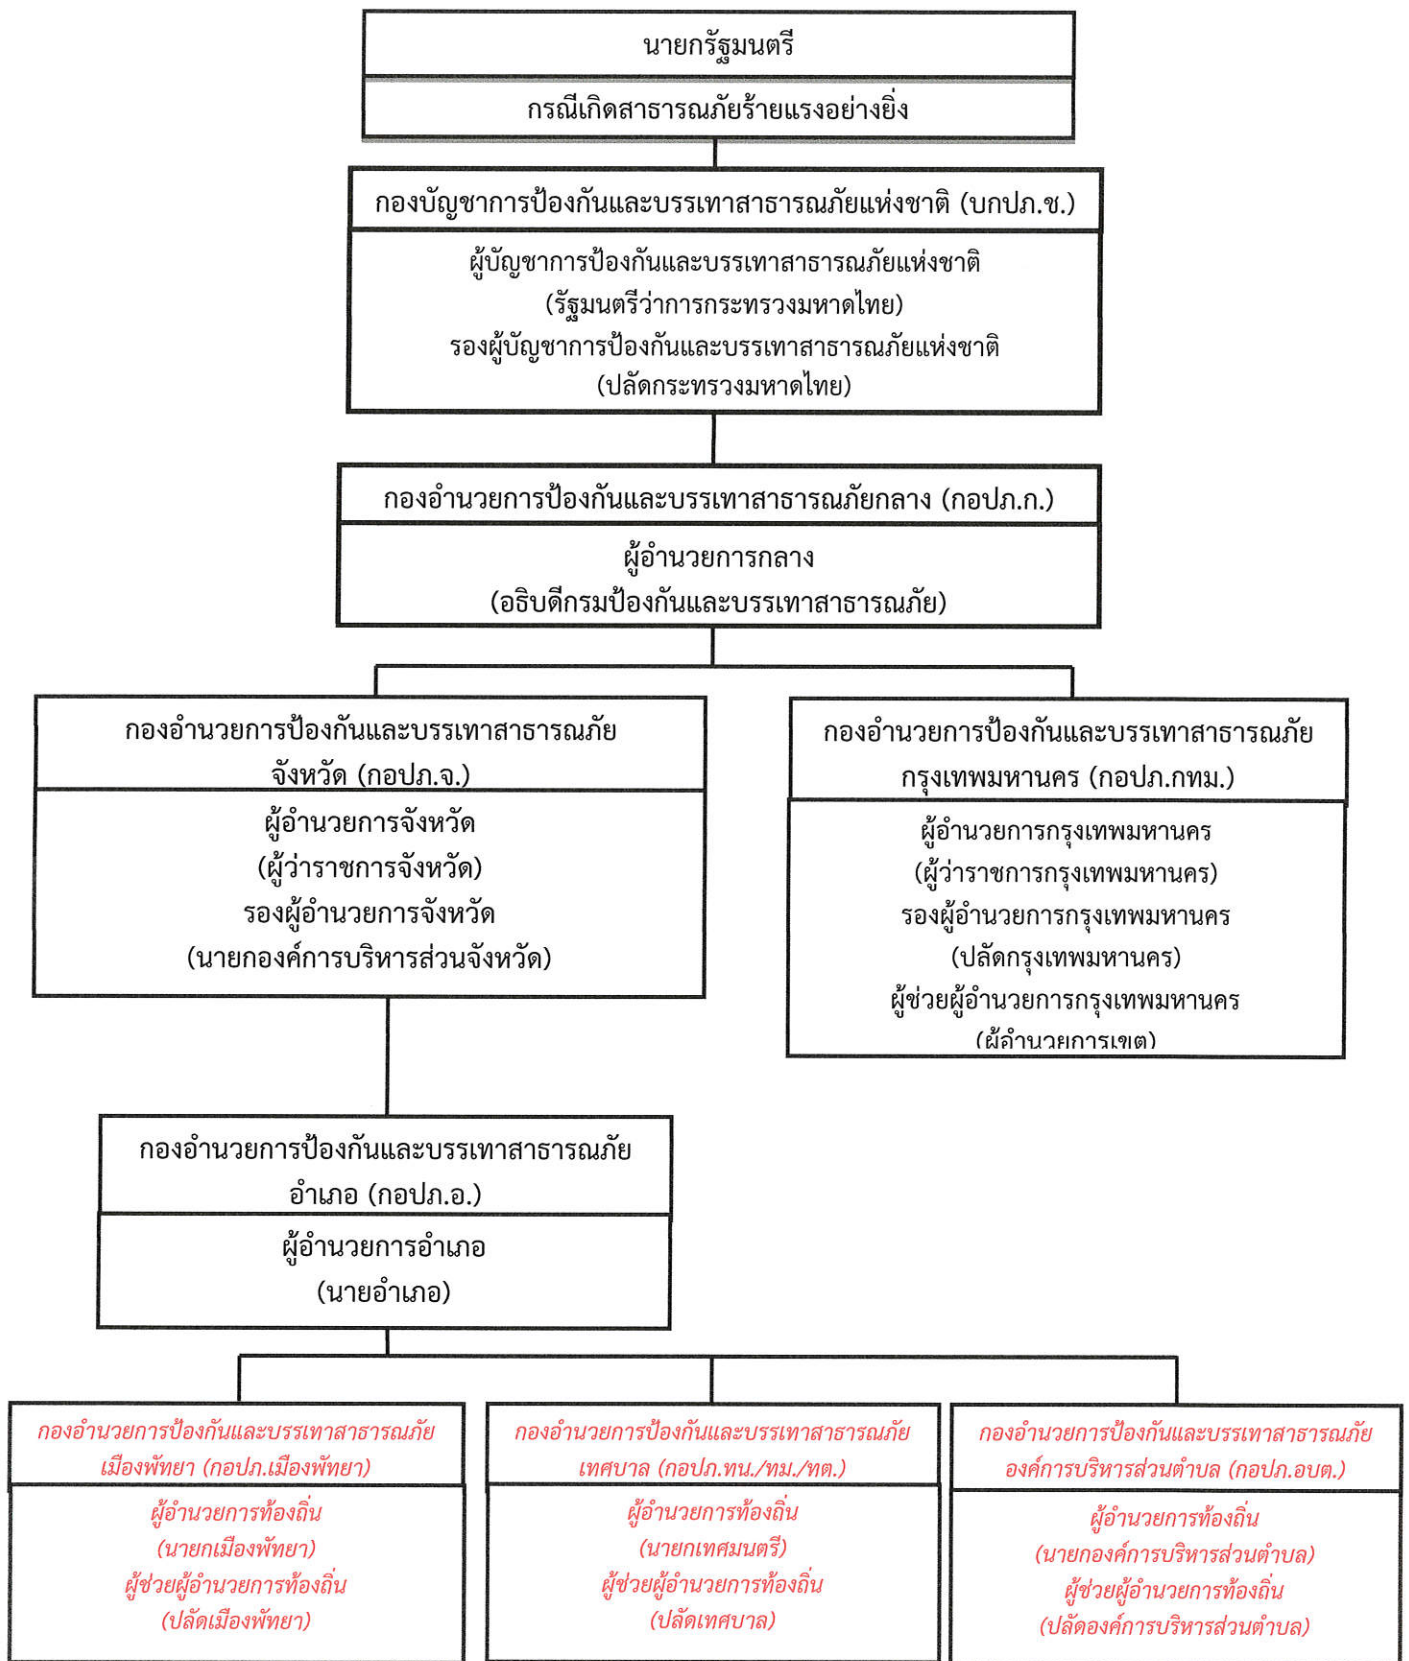 นายกรัฐมนตรี
กรณีเกิดสาธารณภัยร้ายแรงอย่างยิ่ง
กองบัญชาการป้องกันและบรรเทาสาธารณภัยแห่งชาติ (บกปภ.ช.)
ผู้บัญชาการป้องกันและบรรเทาสาธารณภัยแห่งชาติ
(รัฐมนตรีว่าการกระทรวงมหาดไทย)
รองผู้บัญชาการป้องกันและบรรเทาสาธารณภัยแห่งชาติ
(ปลัดกระทรวงมหาดไทย)
กองอำนวยการป้องกันและบรรเทาสาธารณภัยกลาง (กอปภ.ก.)
ผู้อำนวยการกลาง
(อธิบดีกรมป้องกันและบรรเทาสาธารณภัย)
กองอำนวยการป้องกันและบรรเทาสาธารณภัย
จังหวัด (กอปภ.จ.)
ผู้อำนวยการจังหวัด
(ผู้ว่าราชการจังหวัด)
รองผู้อำนวยการจังหวัด
(นายกองค์การบริหารส่วนจังหวัด)
กองอำนวยการป้องกันและบรรเทาสาธารณภัย
กรุงเทพมหานคร (กอปภ.กทม.)
ผู้อำนวยการกรุงเทพมหานคร
(ผู้ว่าราชการกรุงเทพมหานคร)
รองผู้อำนวยการกรุงเทพมหานคร
(ปลัดกรุงเทพมหานคร)
ผู้ช่วยผู้อำนวยการกรุงเทพมหานคร
(ผู้อำนวยการเขต)
กองอำนวยการป้องกันและบรรเทาสาธารณภัย
อำเภอ (กอปภ.อ.)
ผู้อำนวยการอำเภอ
(นายอำเภอ)
กองอำนวยการป้องกันและบรรเทาสาธารณภัย
เมืองพัทยา (กอปภ.เมืองพัทยา)
ผู้อำนวยการท้องถิ่น
(นายกเมืองพัทยา)
ผู้ช่วยผู้อำนวยการท้องถิ่น
(ปลัดเมืองพัทยา)
กองอำนวยการป้องกันและบรรเทาสาธารณภัย
เทศบาล (กอปภ.ทน./ทม./ทต.)
ผู้อำนวยการท้องถิ่น
(นายกเทศมนตรี)
ผู้ช่วยผู้อำนวยการท้องถิ่น
(ปลัดเทศบาล)
กองอำนวยการป้องกันและบรรเทาสาธารณภัย
องค์การบริหารส่วนตำบล (กอปภ.อบต.)
ผู้อำนวยการท้องถิ่น
(นายกองค์การบริหารส่วนตำบล)
ผู้ช่วยผู้อำนวยการท้องถิ่น
(ปลัดองค์การบริหารส่วนตำบล)